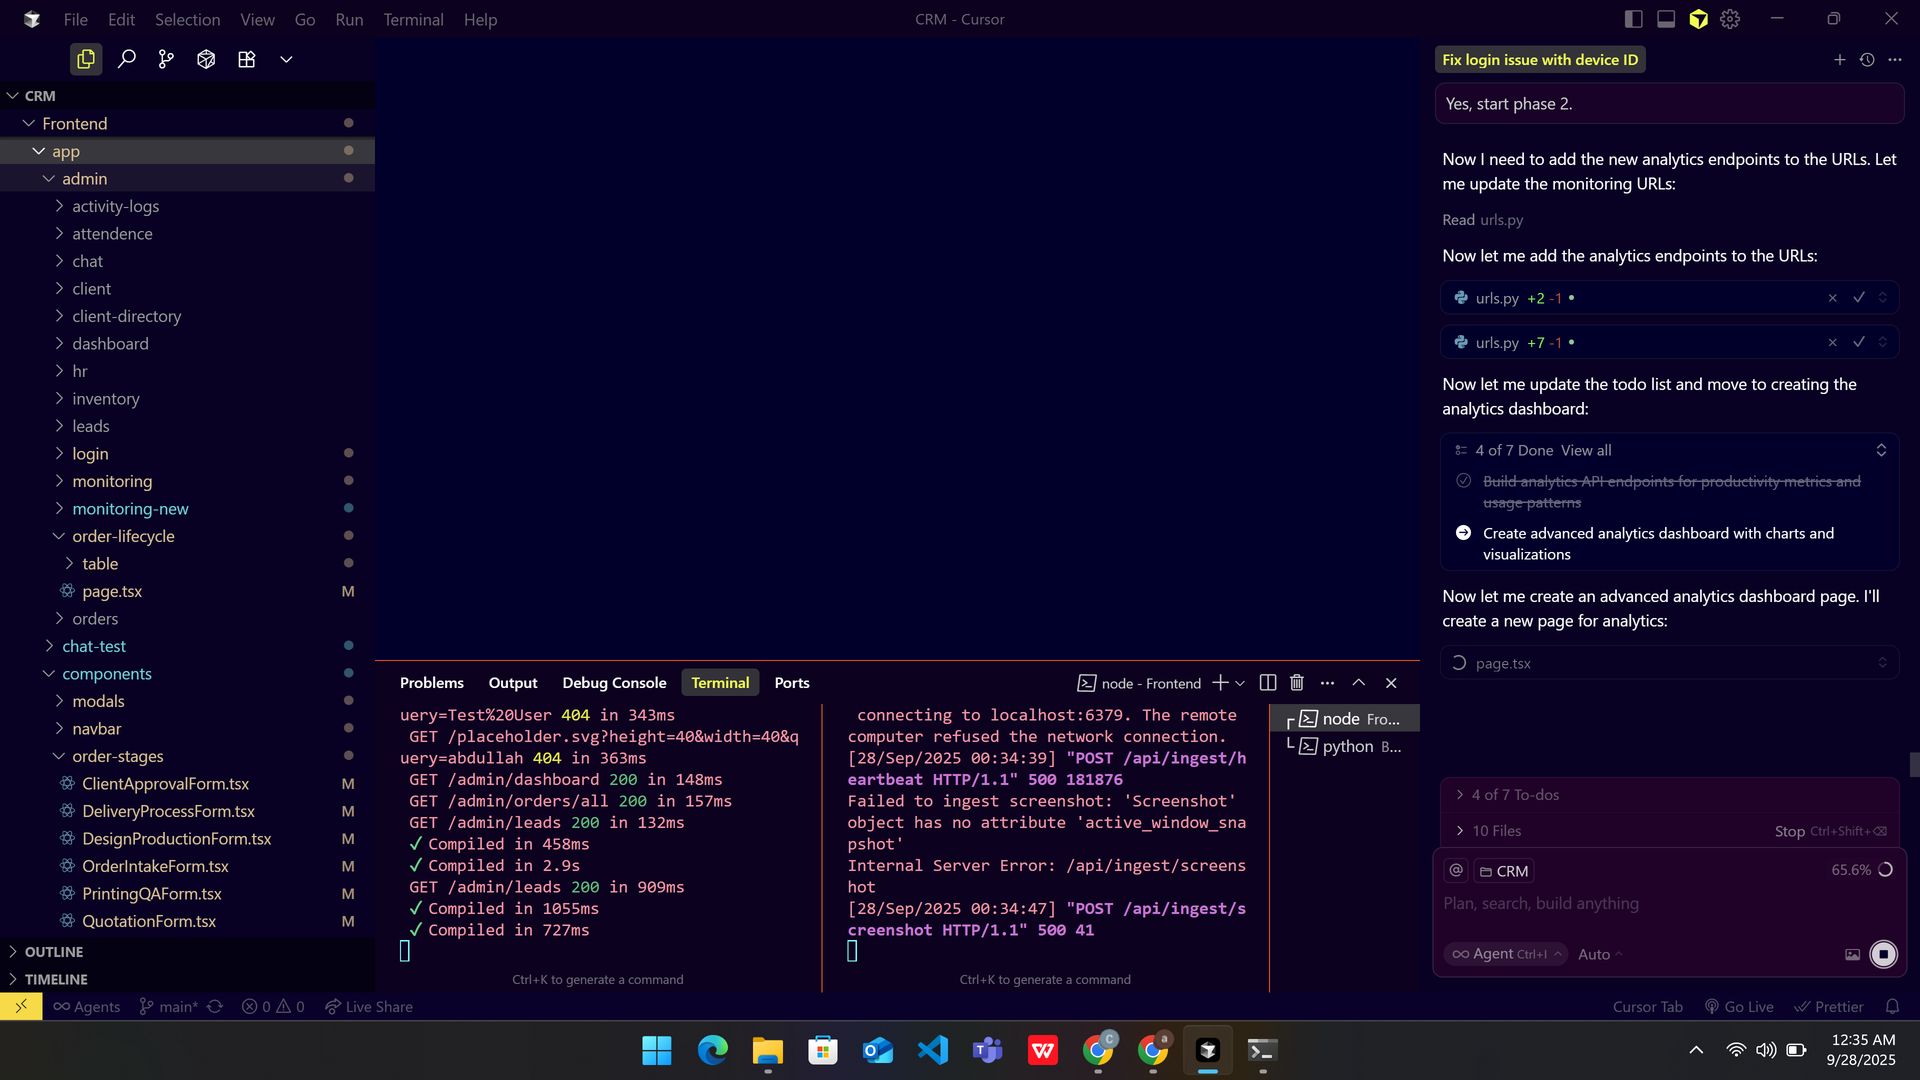 File Edit Selection View Go Run Terminal Help
CRM - Cursor
CRM
Frontend
app
admin
activity-logs
attendence
chat
client
client-directory
dashboard
hr
inventory
leads
login
monitoring
monitoring-new
order-lifecycle
table
page.tsx M
orders
chat-test
components
modals
navbar
order-stages
ClientApprovalForm.tsx M
DeliveryProcessForm.tsx M
DesignProductionForm.tsx M
OrderIntakeForm.tsx M
PrintingQAForm.tsx M
QuotationForm.tsx M
OUTLINE
TIMELINE
Problems Output Debug Console Terminal Ports
node - Frontend
uery=Test%20User 404 in 343ms
GET /placeholder.svg?height=40&width=40&q
uery=abdullah 404 in 363ms
GET /admin/dashboard 200 in 148ms
GET /admin/orders/all 200 in 157ms
GET /admin/leads 200 in 132ms
✓ Compiled in 458ms
✓ Compiled in 2.9s
GET /admin/leads 200 in 909ms
✓ Compiled in 1055ms
✓ Compiled in 727ms
Ctrl+K to generate a command
connecting to localhost:6379. The remote
computer refused the network connection.
[28/Sep/2025 00:34:39] "POST /api/ingest/h
eartbeat HTTP/1.1" 500 181876
Failed to ingest screenshot: 'Screenshot'
object has no attribute 'active_window_sna
pshot'
Internal Server Error: /api/ingest/screens
hot
[28/Sep/2025 00:34:47] "POST /api/ingest/s
creenshot HTTP/1.1" 500 41
Ctrl+K to generate a command
node Fro...
python B...
Fix login issue with device ID
Yes, start phase 2.
Now I need to add the new analytics endpoints to the URLs. Let
me update the monitoring URLs:
Read urls.py
Now let me add the analytics endpoints to the URLs:
urls.py +2 -1
urls.py +7 -1
Now let me update the todo list and move to creating the
analytics dashboard:
4 of 7 Done View all
Build analytics API endpoints for productivity metrics and
usage patterns
Create advanced analytics dashboard with charts and
visualizations
Now let me create an advanced analytics dashboard page. I'll
create a new page for analytics:
page.tsx
4 of 7 To-dos
10 Files Stop Ctrl+Shift+⌫
@ CRM 65.6%
Plan, search, build anything
Agent Ctrl+I Auto
Agents main* 0 0 Live Share
Cursor Tab Go Live Prettier
12:35 AM
9/28/2025